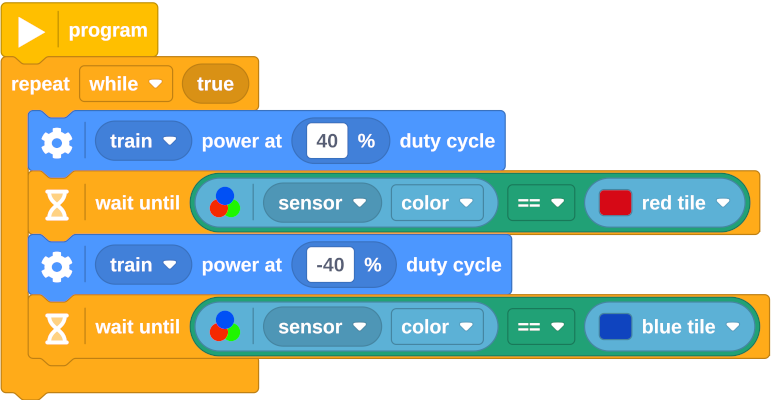 program
repeat while true
train power at 40 % duty cycle
wait until sensor color == red tile
train power at -40 % duty cycle
wait until sensor color == blue tile